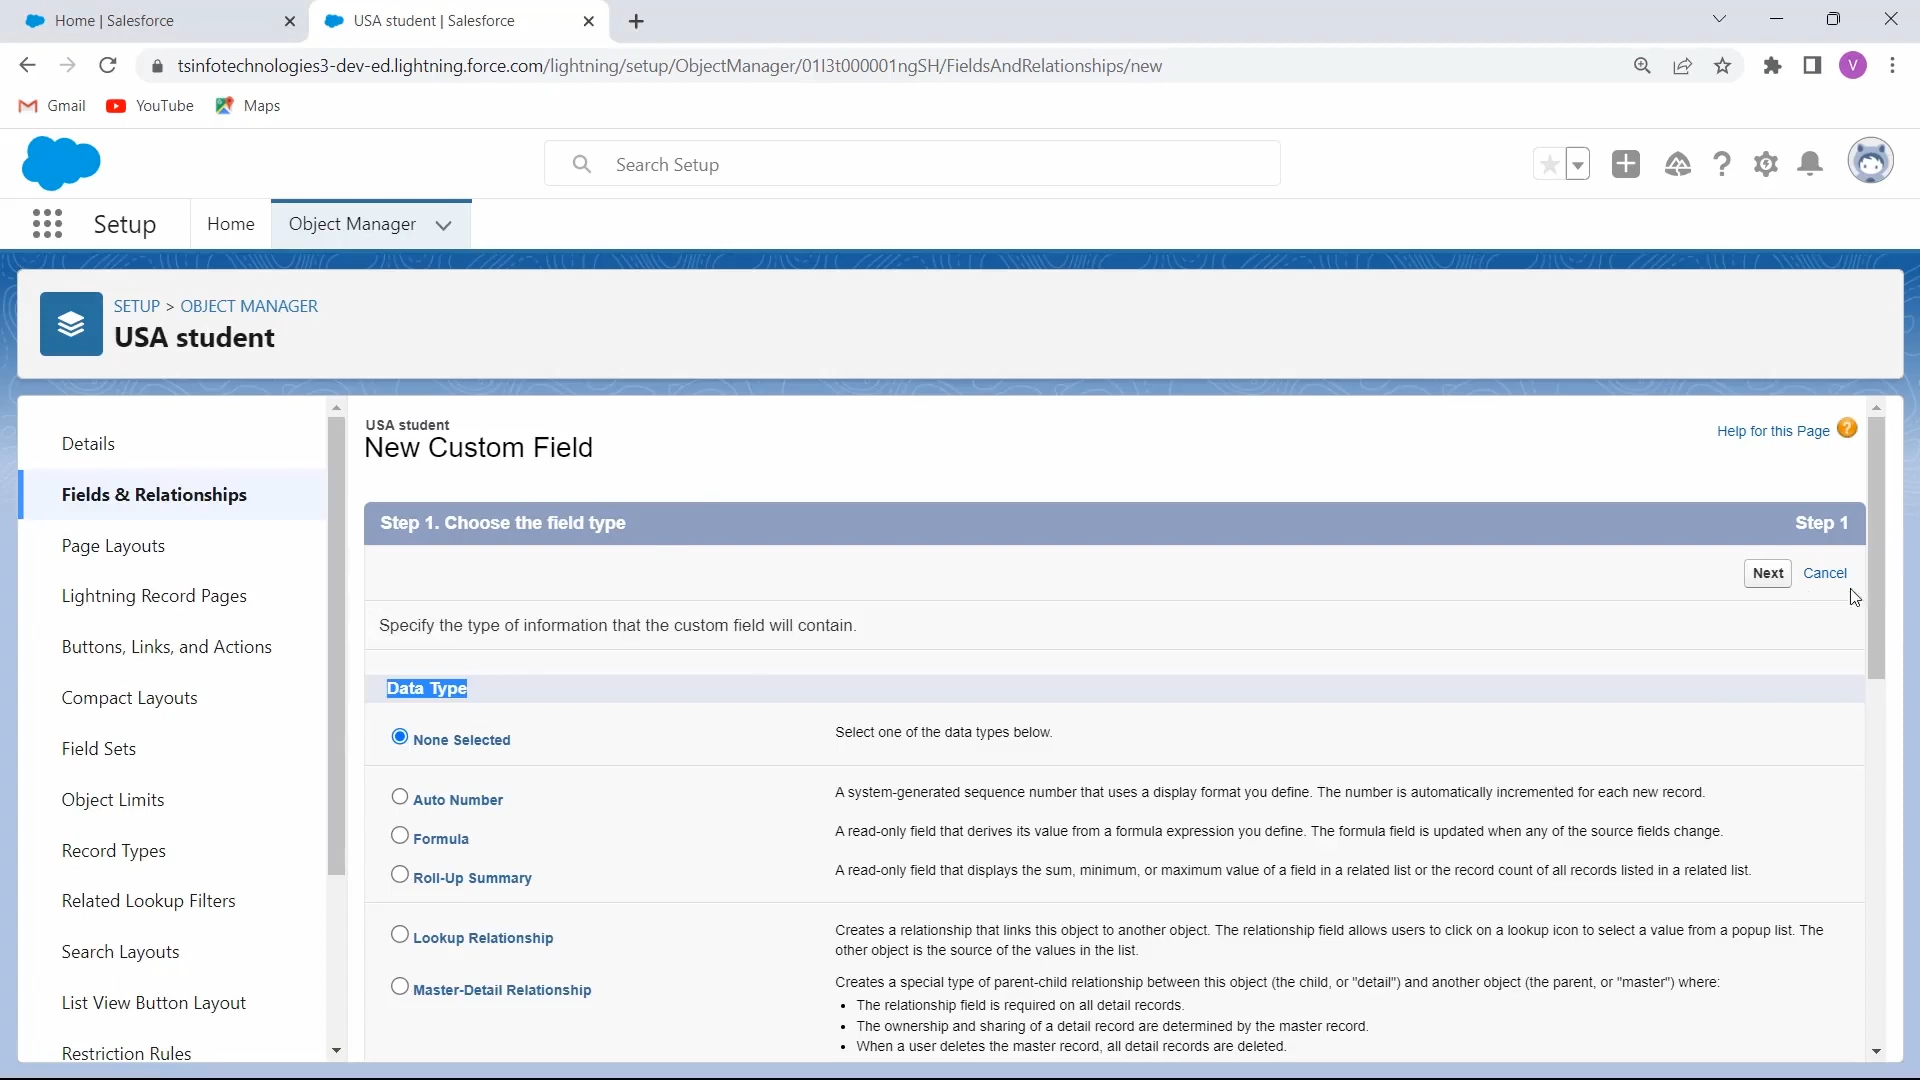 Home | Salesforce
USA student | Salesforce
tsinfotechnologies3-dev-ed.lightning.force.com/lightning/setup/ObjectManager/01I3t000001ngSH/FieldsAndRelationships/new
V
Gmail
YouTube
Maps
Search Setup
Setup
Home
Object Manager
SETUP > OBJECT MANAGER
USA student
Details
Fields & Relationships
Page Layouts
Lightning Record Pages
Buttons, Links, and Actions
Compact Layouts
Field Sets
Object Limits
Record Types
Related Lookup Filters
Search Layouts
List View Button Layout
Restriction Rules
USA student
New Custom Field
Help for this Page ?
Step 1. Choose the field type
Step 1
Next Cancel
Specify the type of information that the custom field will contain.
Data Type
None Selected
Select one of the data types below.
Auto Number
A system-generated sequence number that uses a display format you define. The number is automatically incremented for each new record.
Formula
A read-only field that derives its value from a formula expression you define. The formula field is updated when any of the source fields change.
Roll-Up Summary
A read-only field that displays the sum, minimum, or maximum value of a field in a related list or the record count of all records listed in a related list.
Lookup Relationship
Creates a relationship that links this object to another object. The relationship field allows users to click on a lookup icon to select a value from a popup list. The
other object is the source of the values in the list.
Master-Detail Relationship
Creates a special type of parent-child relationship between this object (the child, or "detail") and another object (the parent, or "master") where:
• The relationship field is required on all detail records.
• The ownership and sharing of a detail record are determined by the master record.
• When a user deletes the master record, all detail records are deleted.